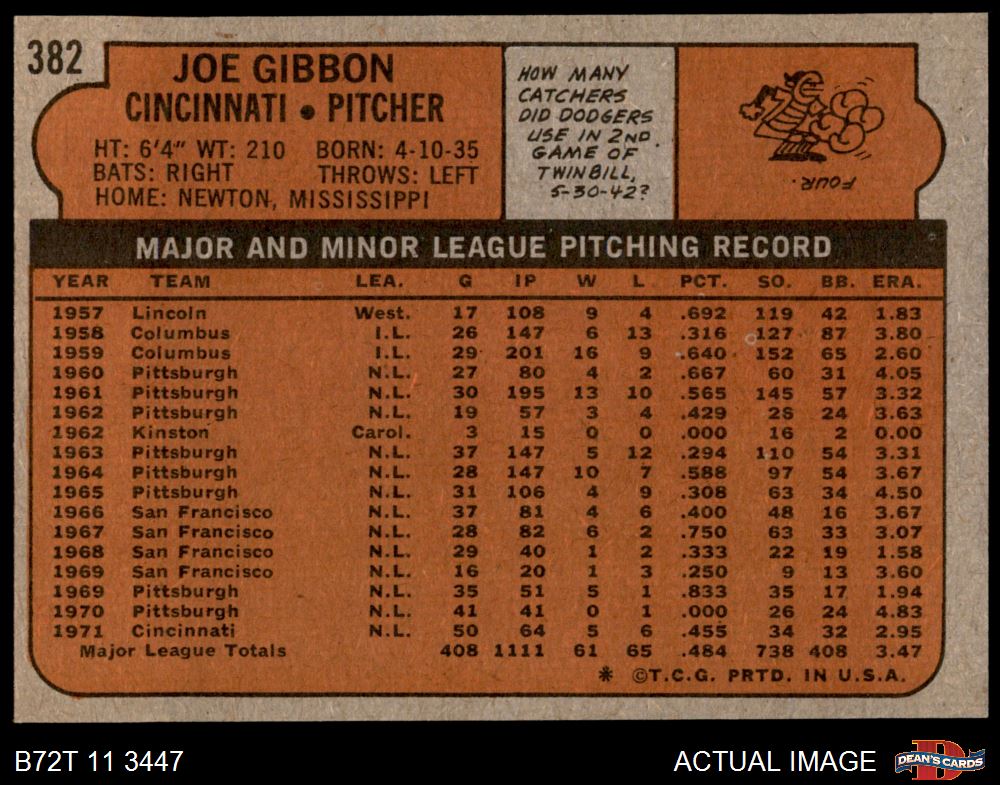 382
JOE GIBBON
CINCINNATI • PITCHER
HT: 6'4" WT: 210 BORN: 4-10-35
BATS: RIGHT THROWS: LEFT
HOME: NEWTON, MISSISSIPPI
HOW MANY
CATCHERS
DID DODGERS
USE IN 2ND
GAME OF
TWINBILL,
5-30-42?
FOUR.
MAJOR AND MINOR LEAGUE PITCHING RECORD
YEAR TEAM LEA. G IP W L PCT. SO. BB. ERA.
1957 Lincoln West. 17 108 9 4 .692 119 42 1.83
1958 Columbus I.L. 26 147 6 13 .316 127 87 3.80
1959 Columbus I.L. 29 201 16 9 .640 152 65 2.60
1960 Pittsburgh N.L. 27 80 4 2 .667 60 31 4.05
1961 Pittsburgh N.L. 30 195 13 10 .565 145 57 3.32
1962 Pittsburgh N.L. 19 57 3 4 .429 28 24 3.63
1962 Kinston Carol. 3 15 0 0 .000 16 2 0.00
1963 Pittsburgh N.L. 37 147 5 12 .294 110 54 3.31
1964 Pittsburgh N.L. 28 147 10 7 .588 97 54 3.67
1965 Pittsburgh N.L. 31 106 4 9 .308 63 34 4.50
1966 San Francisco N.L. 37 81 4 6 .400 48 16 3.67
1967 San Francisco N.L. 28 82 6 2 .750 63 33 3.07
1968 San Francisco N.L. 29 40 1 2 .333 22 19 1.58
1969 San Francisco N.L. 16 20 1 3 .250 9 13 3.60
1969 Pittsburgh N.L. 35 51 5 1 .833 35 17 1.94
1970 Pittsburgh N.L. 41 41 0 1 .000 26 24 4.83
1971 Cincinnati N.L. 50 64 5 6 .455 34 32 2.95
Major League Totals 408 1111 61 65 .484 738 408 3.47
* ©T.C.G. PRTD. IN U.S.A.
B72T 11 3447
ACTUAL IMAGE
D
DEAN'S CARDS